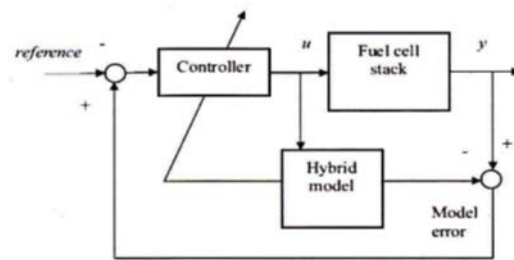 reference
-
+
Controller
u
Fuel cell
stack
y
Hybrid
model
-
+
Model
error